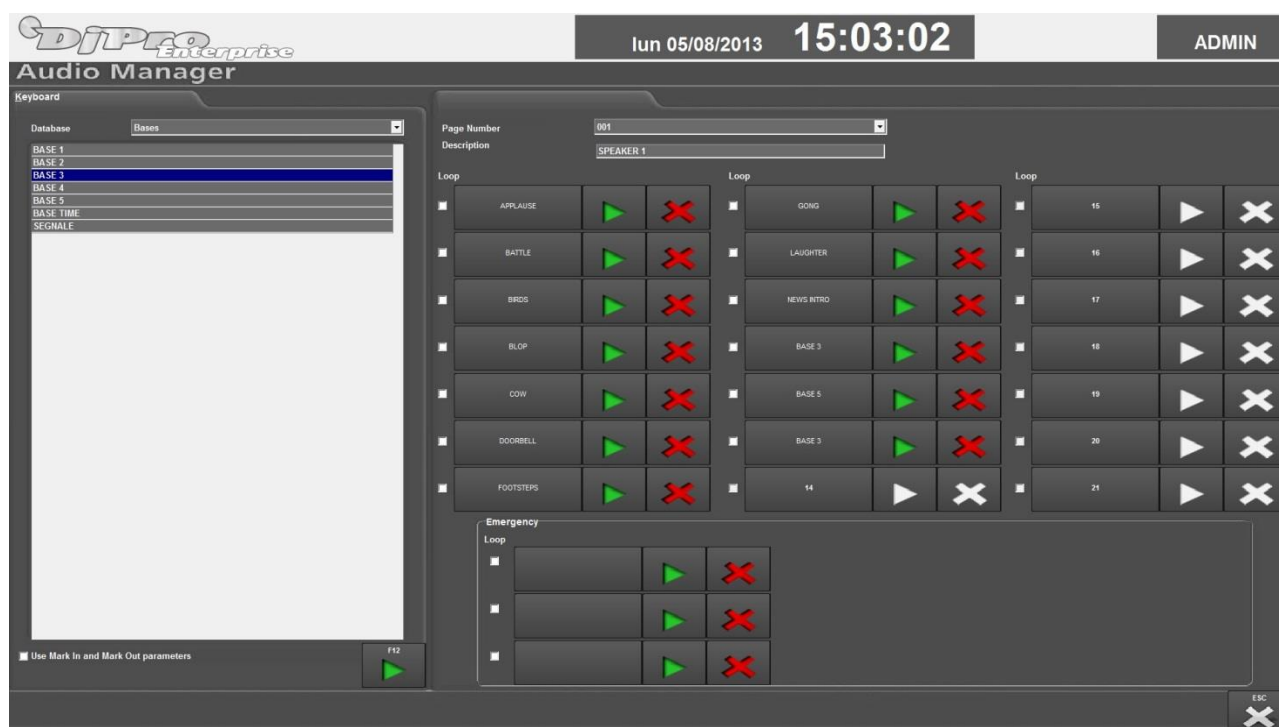 DjPro
Enterprise
lun 05/08/2013 15:03:02
ADMIN
Audio Manager
Keyboard
Database Bases
BASE 1
BASE 2
BASE 3
BASE 4
BASE 5
BASE TIME
SEGNALE
Use Mark In and Mark Out parameters
F12
Page Number 001
Description SPEAKER 1
Loop Loop Loop
APPLAUSE GONG 15
BATTLE LAUGHTER 16
BIRDS NEWS INTRO 17
BLOP BASE 3 18
COW BASE 5 19
DOORBELL BASE 3 20
FOOTSTEPS 14 21
Emergency
Loop
ESC